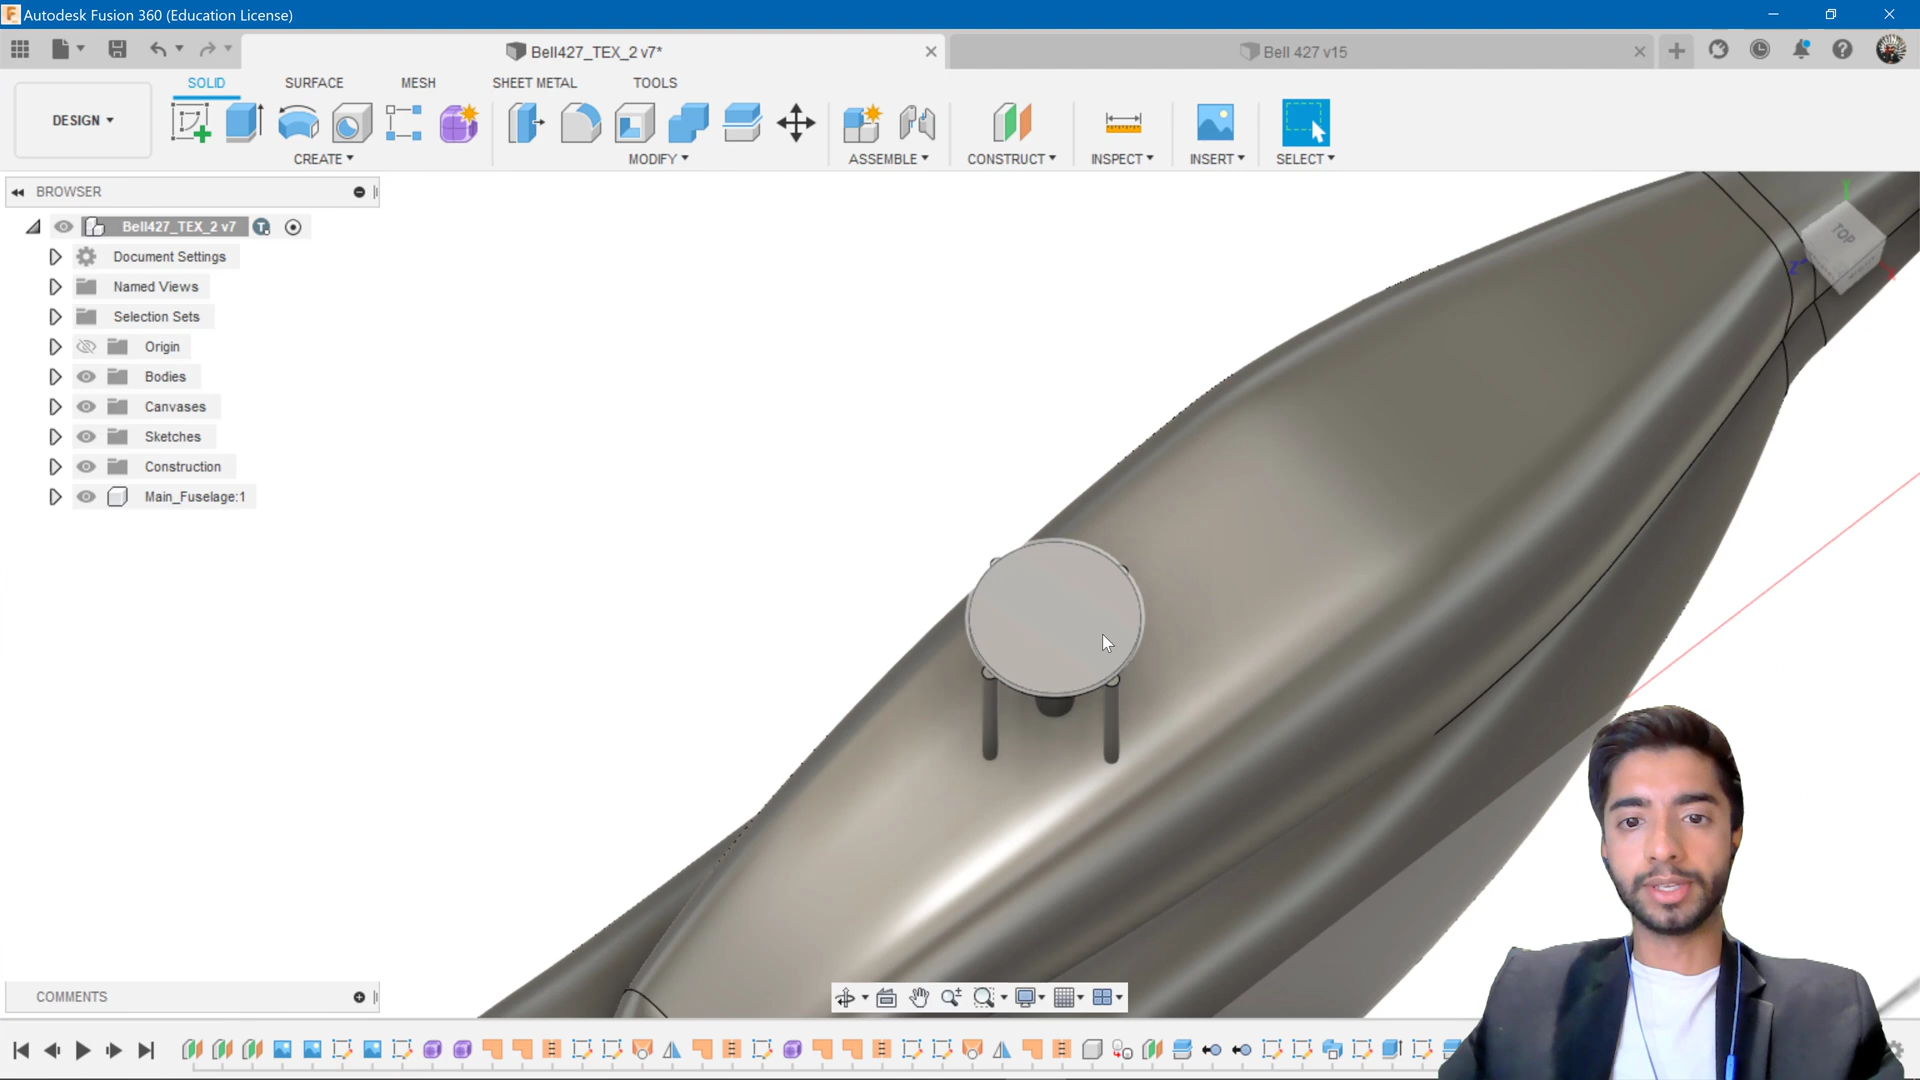 Autodesk Fusion 360 (Education License)
Bell427_TEX_2 v7*
Bell 427 v15
DESIGN
SOLID
SURFACE
MESH
SHEET METAL
TOOLS
CREATE
MODIFY
ASSEMBLE
CONSTRUCT
INSPECT
INSERT
SELECT
BROWSER
Bell427_TEX_2 v7
Document Settings
Named Views
Selection Sets
Origin
Bodies
Canvases
Sketches
Construction
Main_Fuselage:1
TOP
Y
Z
X
COMMENTS